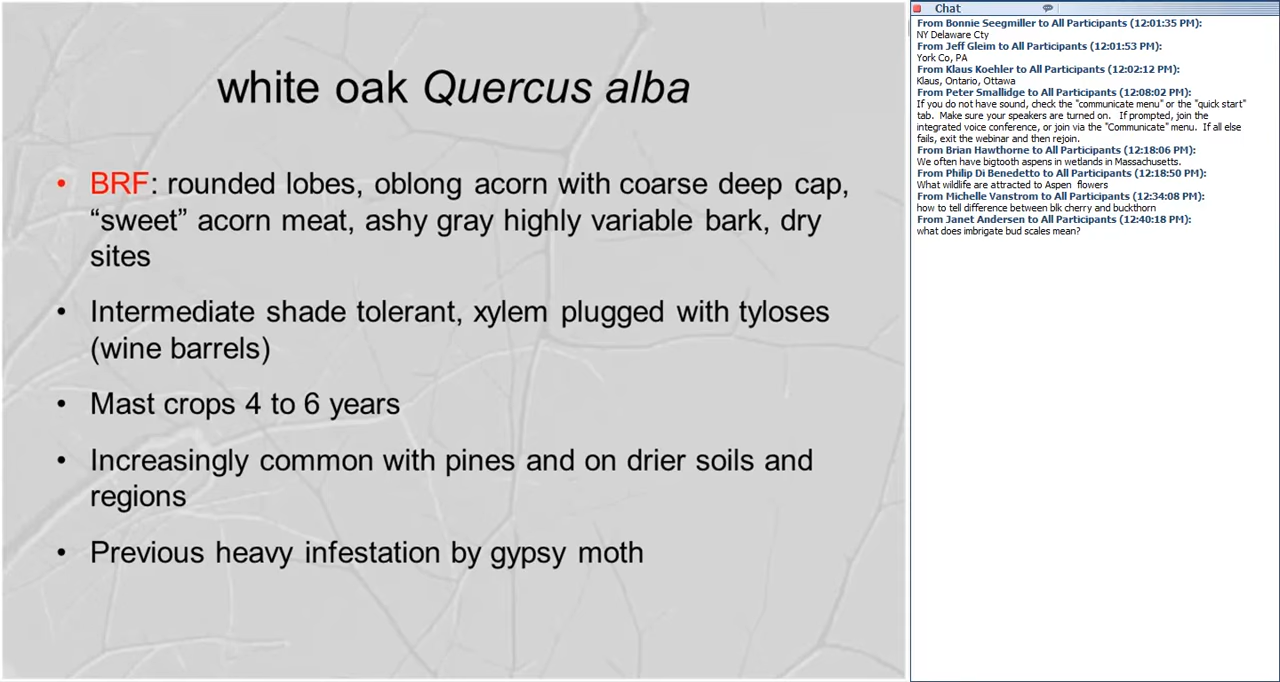 white oak Quercus alba
• BRF: rounded lobes, oblong acorn with coarse deep cap,
“sweet” acorn meat, ashy gray highly variable bark, dry
sites
• Intermediate shade tolerant, xylem plugged with tyloses
(wine barrels)
• Mast crops 4 to 6 years
• Increasingly common with pines and on drier soils and
regions
• Previous heavy infestation by gypsy moth
Chat
From Bonnie Seegmiller to All Participants (12:01:35 PM):
NY Delaware Cty
From Jeff Gleim to All Participants (12:01:53 PM):
York Co, PA
From Klaus Koehler to All Participants (12:02:12 PM):
Klaus, Ontario, Ottawa
From Peter Smallidge to All Participants (12:08:02 PM):
If you do not have sound, check the "communicate menu" or the "quick start"
tab. Make sure your speakers are turned on. If prompted, join the
integrated voice conference, or join via the "Communicate" menu. If all else
fails, exit the webinar and then rejoin.
From Brian Hawthorne to All Participants (12:18:06 PM):
We often have bigtooth aspens in wetlands in Massachusetts.
From Philip Di Benedetto to All Participants (12:18:50 PM):
What wildlife are attracted to Aspen flowers
From Michelle Vanstrom to All Participants (12:34:08 PM):
how to tell difference between blk cherry and buckthorn
From Janet Andersen to All Participants (12:40:18 PM):
what does imbrigate bud scales mean?